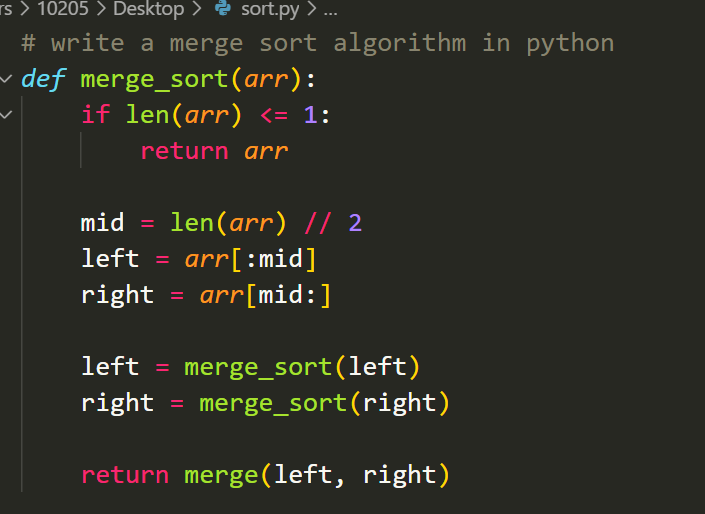 rs > 10205 > Desktop > sort.py > ...
# write a merge sort algorithm in python
def merge_sort(arr):
    if len(arr) <= 1:
        return arr
    mid = len(arr) // 2
    left = arr[:mid]
    right = arr[mid:]
    left = merge_sort(left)
    right = merge_sort(right)
    return merge(left, right)